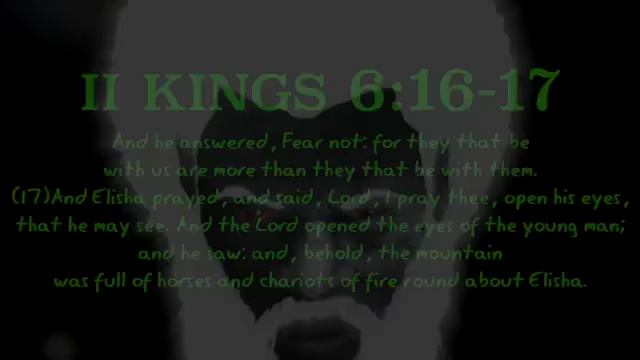 II KINGS 6:16-17
And he answered, Fear not: for they that be
with us are more than they that be with them.
(17)And Elisha prayed, and said, Lord, I pray thee, open his eyes,
that he may see. And the Lord opened the eyes of the young man;
and he saw: and, behold, the mountain
was full of horses and chariots of fire round about Elisha.